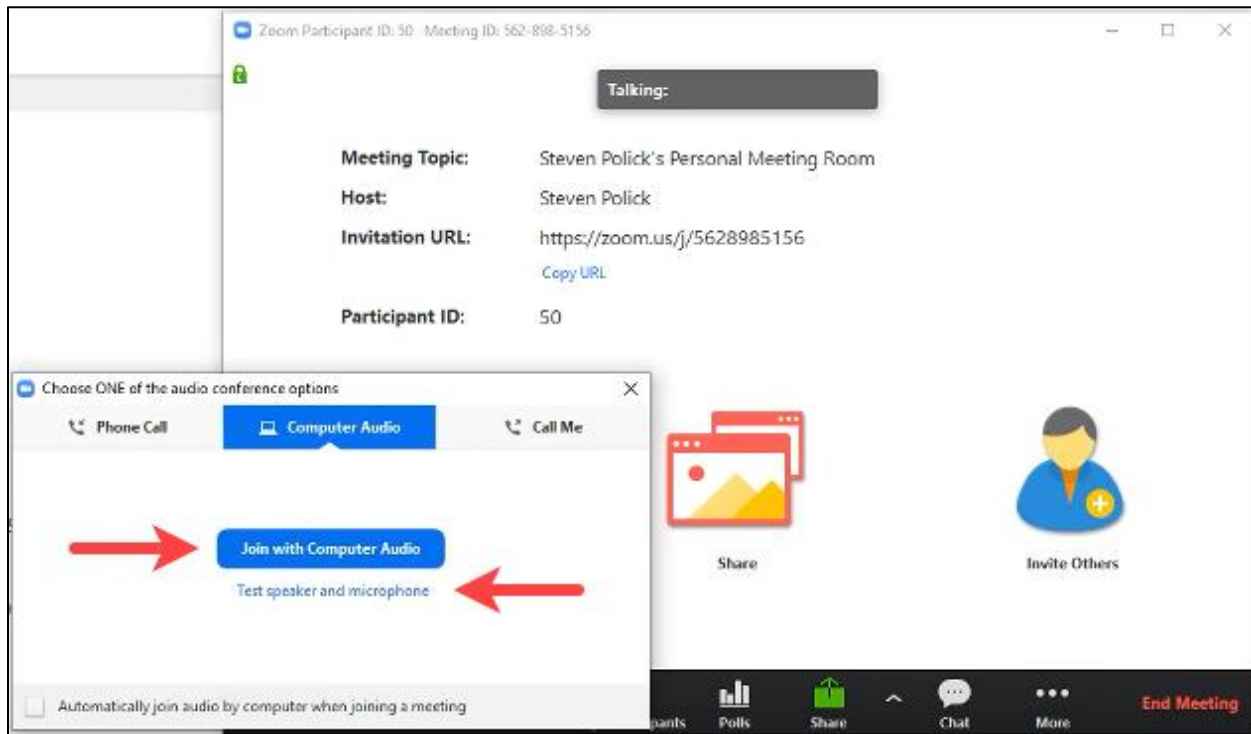 Zoom Participant ID: 50 Meeting ID: 562-898-5156
Talking:
Meeting Topic: Steven Polick's Personal Meeting Room
Host: Steven Polick
Invitation URL: https://zoom.us/j/5628985156
Copy URL
Participant ID: 50
Choose ONE of the audio conference options
Phone Call Computer Audio Call Me
Join with Computer Audio
Test speaker and microphone
Share Invite Others
Automatically join audio by computer when joining a meeting
pants Polls Share Chat More End Meeting